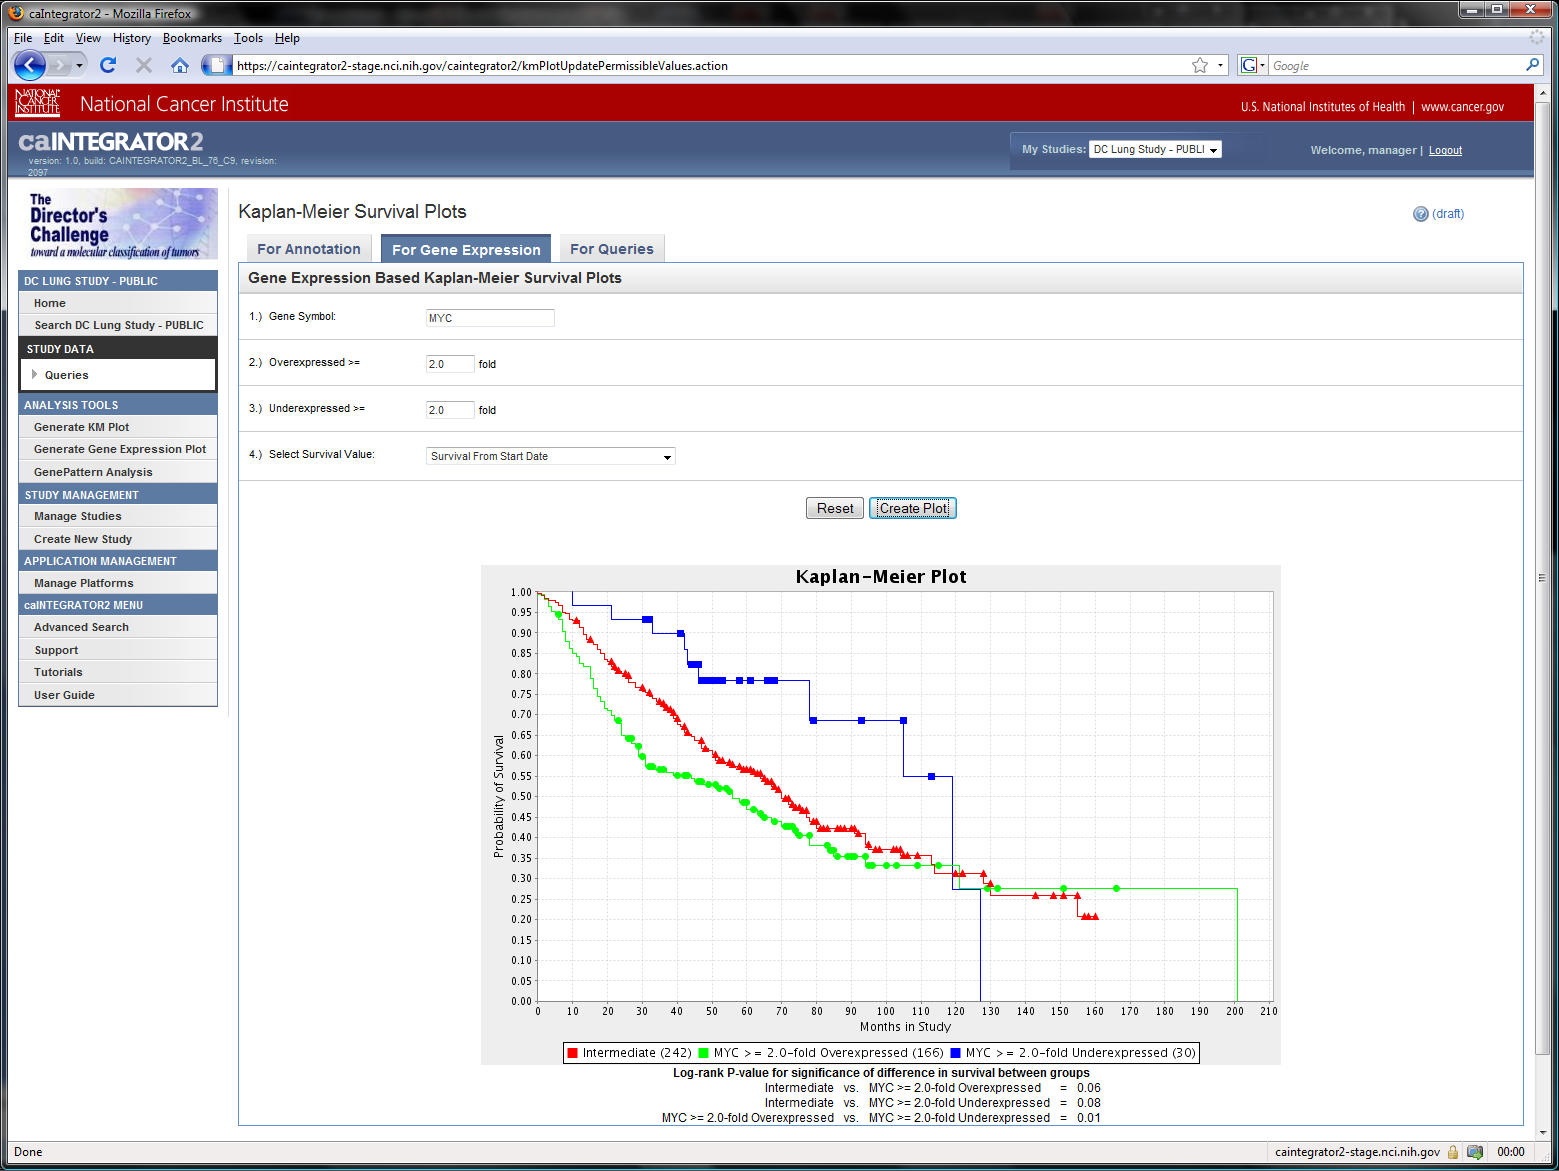 caIntegrator2 - Mozilla Firefox
File Edit View History Bookmarks Tools Help
https://caintegrator2-stage.nci.nih.gov/caintegrator2/kmPlotUpdatePermissibleValues.action
G Google
NATIONAL CANCER INSTITUTE National Cancer Institute
U.S. National Institutes of Health | www.cancer.gov
caINTEGRATOR2
version: 1.0, build: CAINTEGRATOR2_BL_76_C9, revision:
2097
My Studies: DC Lung Study - PUBLI
Welcome, manager | Logout
The
Director's
Challenge
toward a molecular classification of tumors
DC LUNG STUDY - PUBLIC
Home
Search DC Lung Study - PUBLIC
STUDY DATA
Queries
ANALYSIS TOOLS
Generate KM Plot
Generate Gene Expression Plot
GenePattern Analysis
STUDY MANAGEMENT
Manage Studies
Create New Study
APPLICATION MANAGEMENT
Manage Platforms
caINTEGRATOR2 MENU
Advanced Search
Support
Tutorials
User Guide
Kaplan-Meier Survival Plots
? (draft)
For Annotation For Gene Expression For Queries
Gene Expression Based Kaplan-Meier Survival Plots
1.) Gene Symbol: MYC
2.) Overexpressed >= 2.0 fold
3.) Underexpressed >= 2.0 fold
4.) Select Survival Value: Survival From Start Date
Reset Create Plot
Kaplan-Meier Plot
Probability of Survival
1.00
0.95
0.90
0.85
0.80
0.75
0.70
0.65
0.60
0.55
0.50
0.45
0.40
0.35
0.30
0.25
0.20
0.15
0.10
0.05
0.00
0 10 20 30 40 50 60 70 80 90 100 110 120 130 140 150 160 170 180 190 200 210
Months in Study
Intermediate (242) MYC >= 2.0-fold Overexpressed (166) MYC >= 2.0-fold Underexpressed (30)
Log-rank P-value for significance of difference in survival between groups
Intermediate vs. MYC >= 2.0-fold Overexpressed = 0.06
Intermediate vs. MYC >= 2.0-fold Underexpressed = 0.08
MYC >= 2.0-fold Overexpressed vs. MYC >= 2.0-fold Underexpressed = 0.01
Done
caintegrator2-stage.nci.nih.gov 00:00